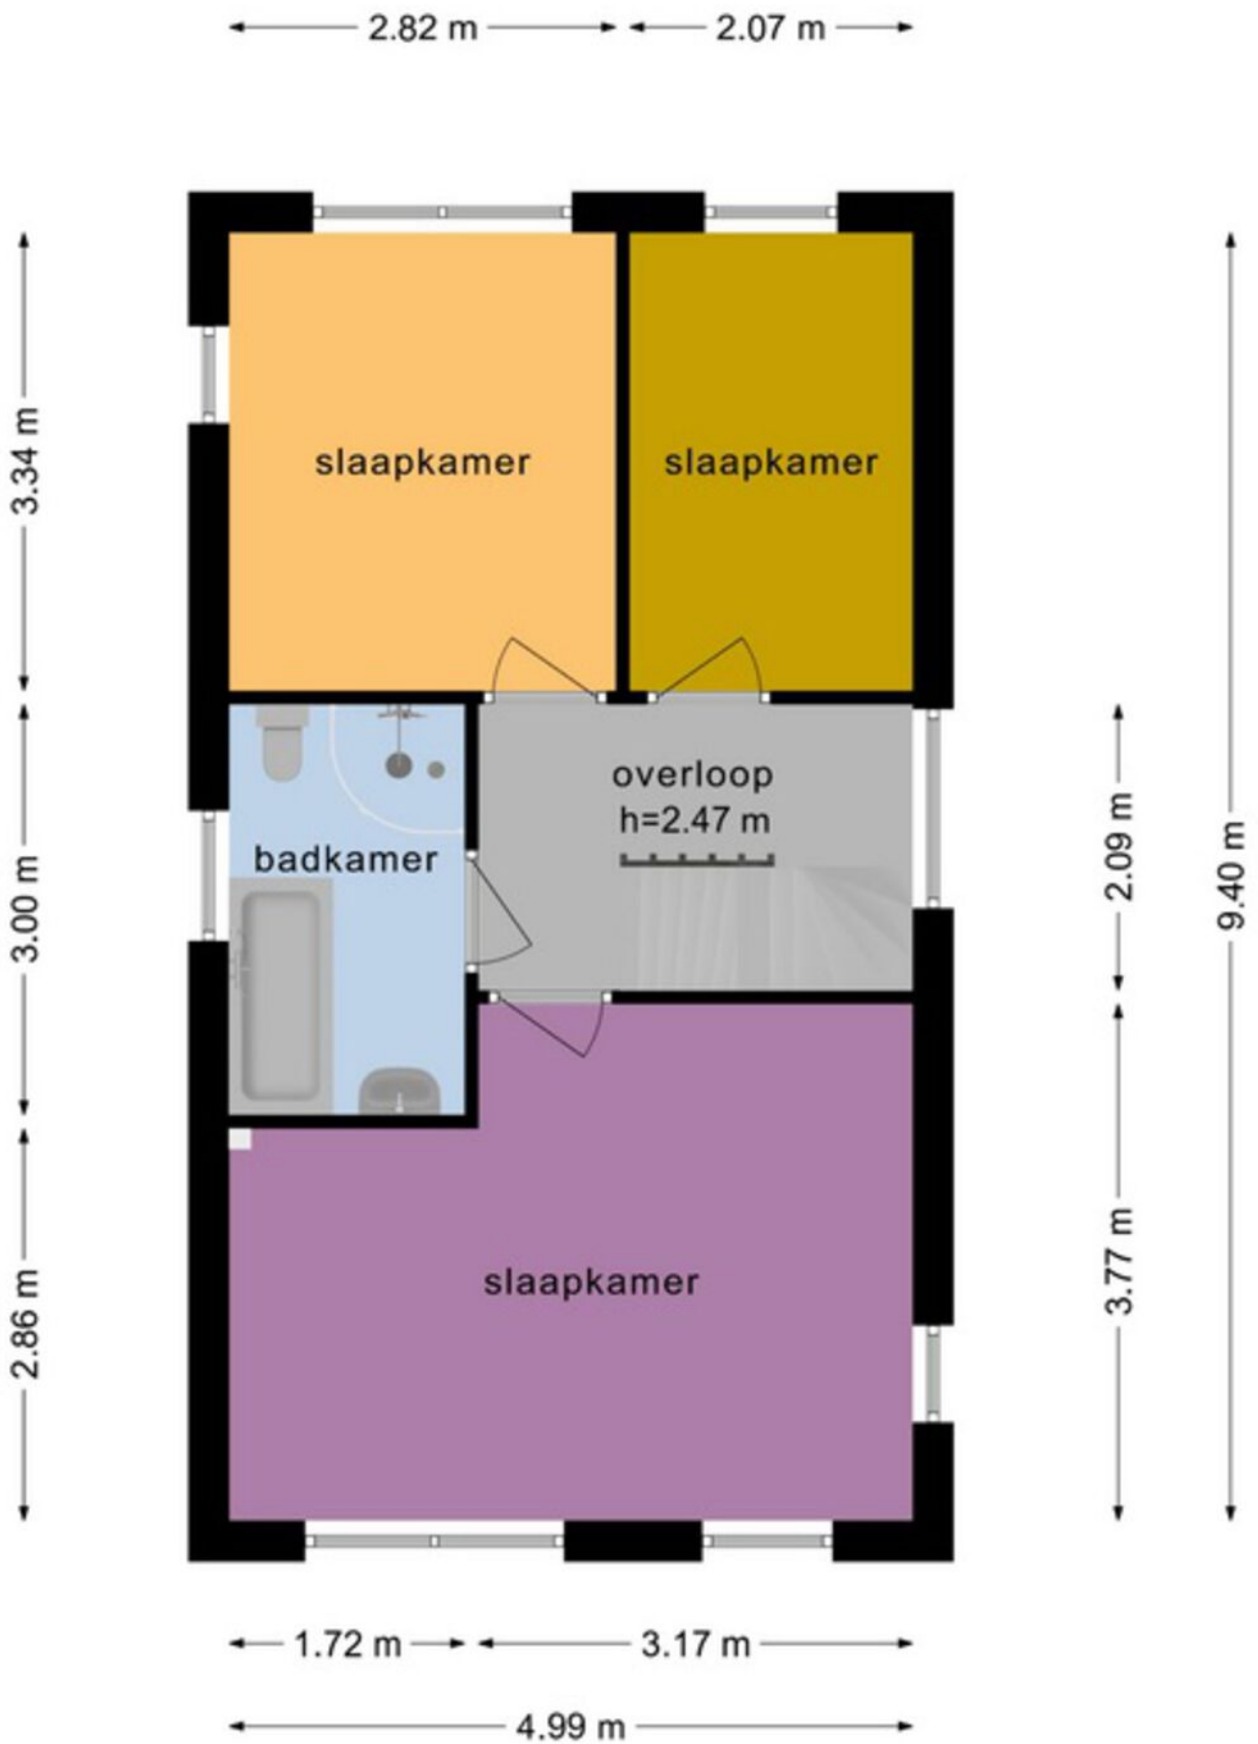 2.82 m
2.07 m
3.34 m
slaapkamer
slaapkamer
overloop
h=2.47 m
badkamer
3.00 m
2.09 m
9.40 m
slaapkamer
2.86 m
3.77 m
1.72 m
3.17 m
4.99 m